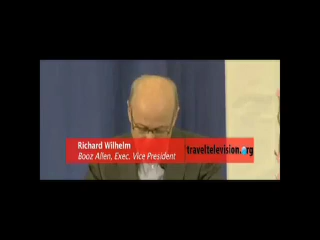 Richard Wilhelm
Booz Allen, Exec. Vice President
traveltelevision.org